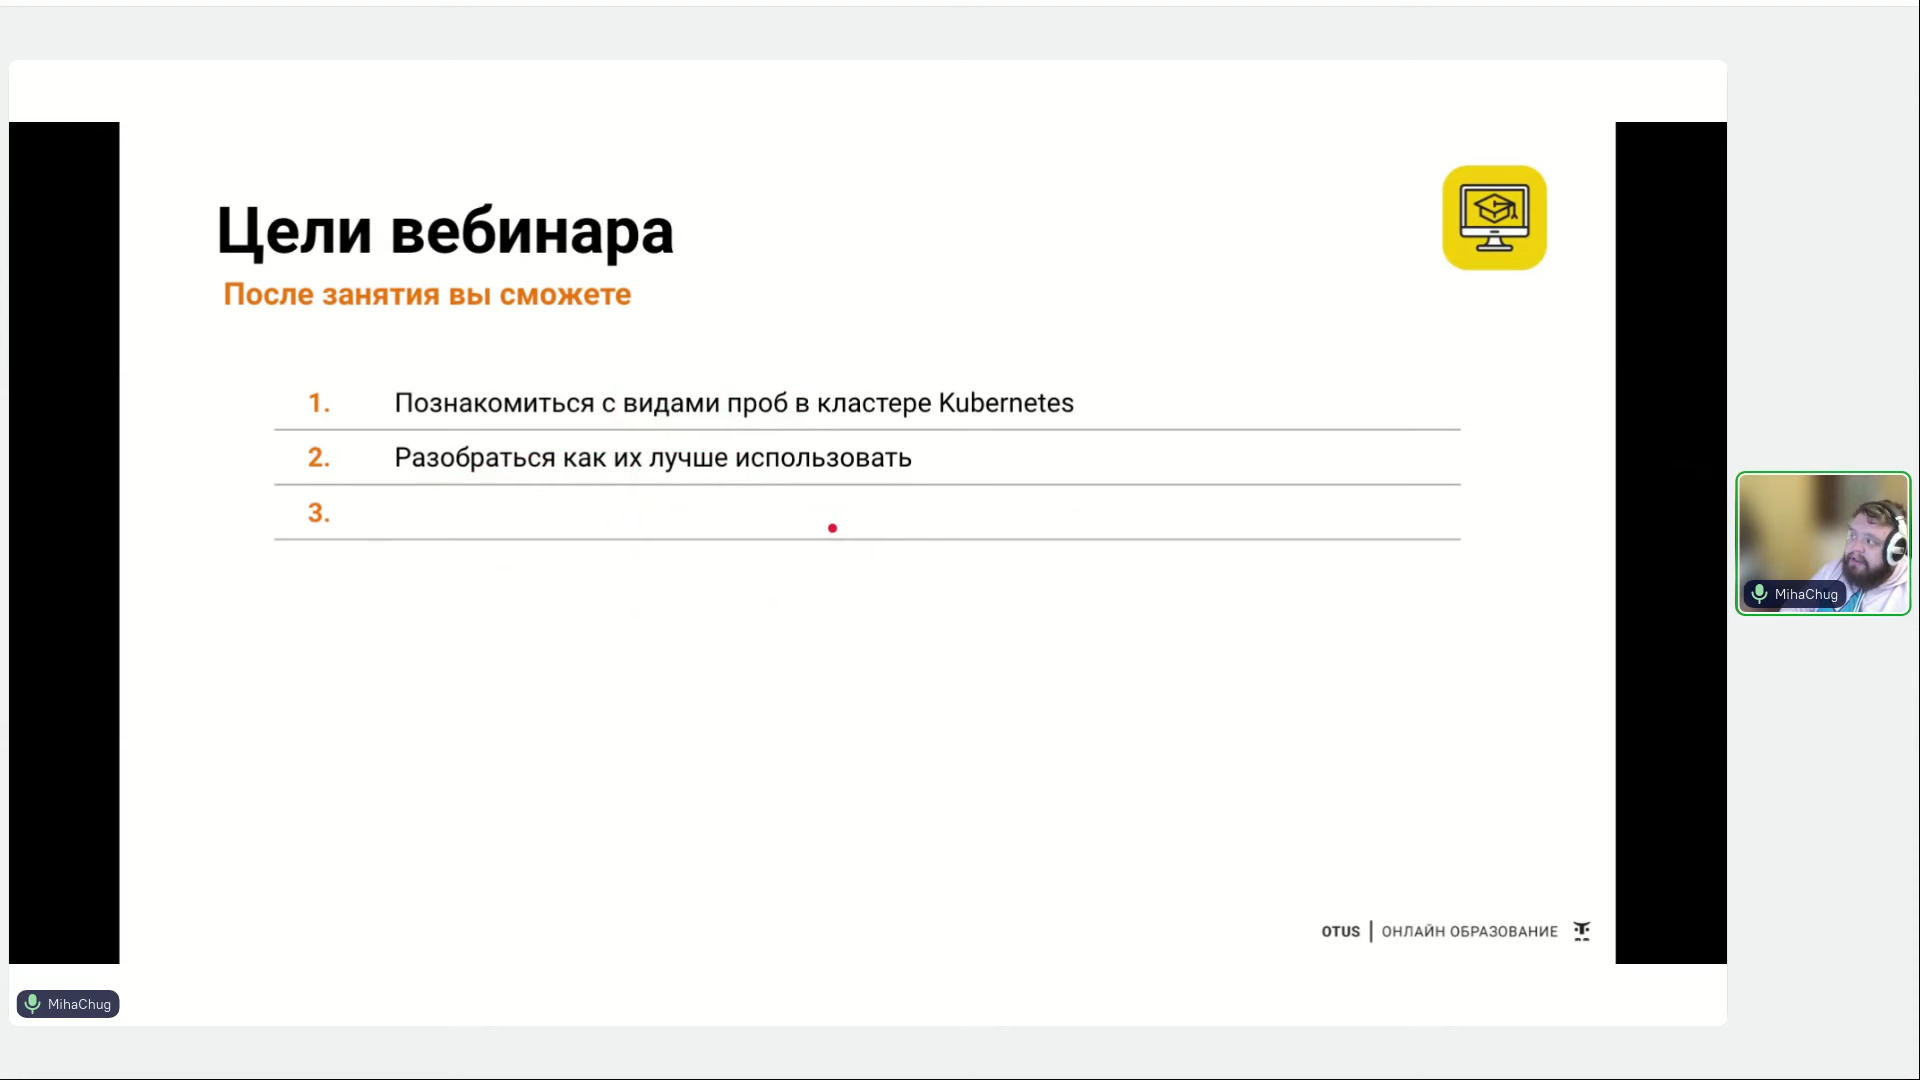 Цели вебинара
После занятия вы сможете
1. Познакомиться с видами проб в кластере Kubernetes
2. Разобраться как их лучше использовать
3.
MihaChug
OTUS | ОНЛАЙН ОБРАЗОВАНИЕ
MihaChug